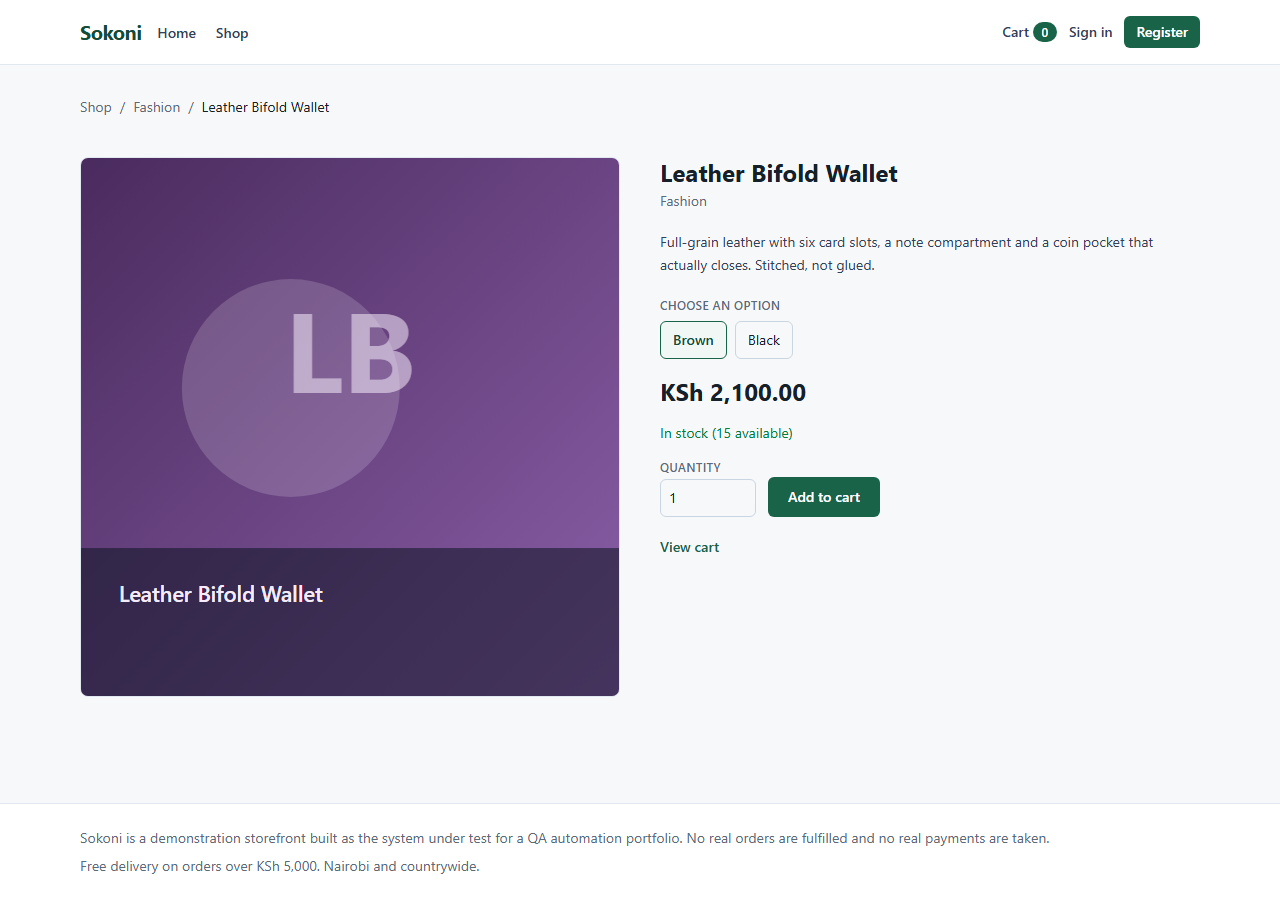 Sokoni Home Shop Cart 0 Sign in Register
Shop / Fashion / Leather Bifold Wallet
LB
Leather Bifold Wallet
Leather Bifold Wallet
Fashion
Full-grain leather with six card slots, a note compartment and a coin pocket that
actually closes. Stitched, not glued.
CHOOSE AN OPTION
Brown Black
KSh 2,100.00
In stock (15 available)
QUANTITY
1 Add to cart
View cart
Sokoni is a demonstration storefront built as the system under test for a QA automation portfolio. No real orders are fulfilled and no real payments are taken.
Free delivery on orders over KSh 5,000. Nairobi and countrywide.